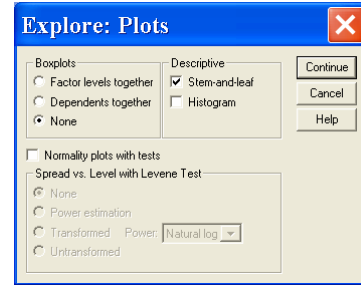 Explore: Plots
Boxplots
Factor levels together
Dependents together
None
Descriptive
Stem-and-leaf
Histogram
Continue
Cancel
Help
Normality plots with tests
Spread vs. Level with Levene Test
None
Power estimation
Transformed Power: Natural log
Untransformed